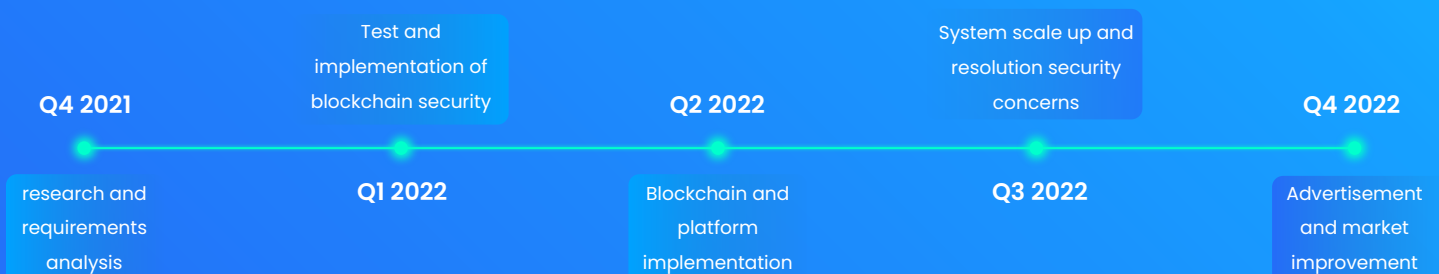 Q4 2021
research and
requirements
analysis
Test and
implementation of
blockchain security
Q1 2022
Q2 2022
Blockchain and
platform
implementation
System scale up and
resolution security
concerns
Q3 2022
Q4 2022
Advertisement
and market
improvement